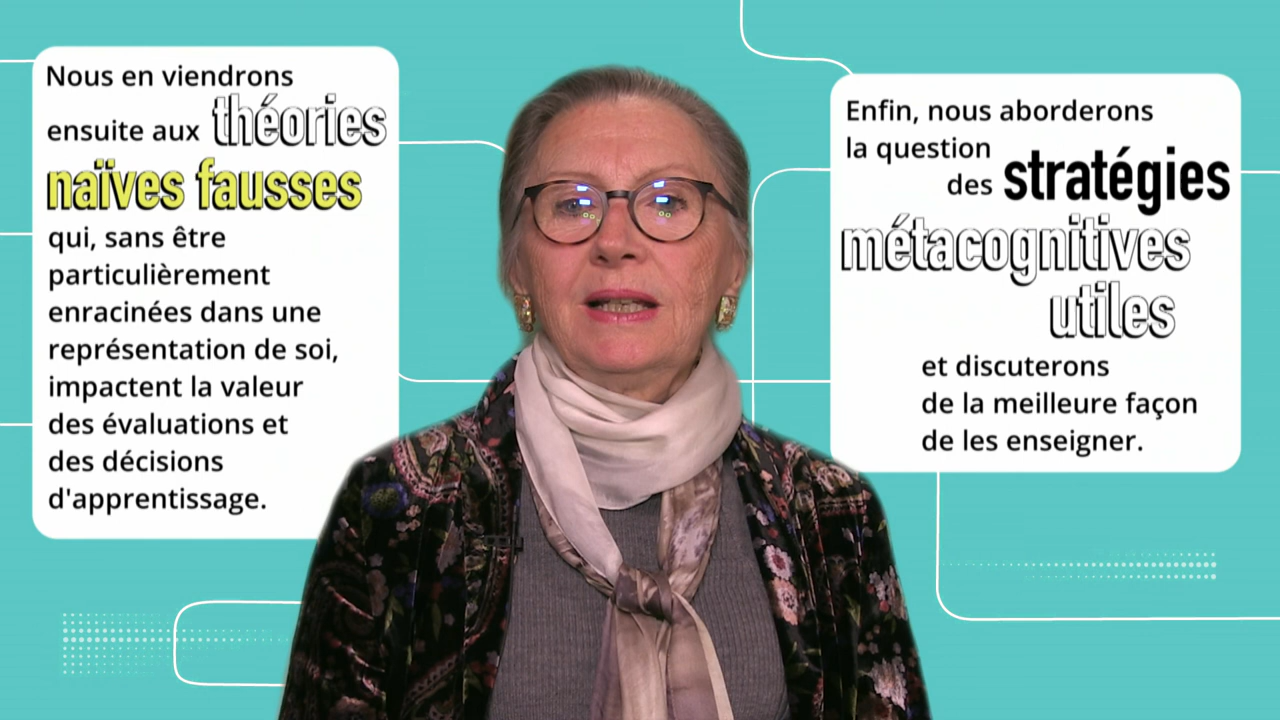 Nous en viendrons
ensuite aux théories
naïves fausses
qui, sans être
particulièrement
enracinées dans une
représentation de soi,
impactent la valeur
des évaluations et
des décisions
d'apprentissage.
Enfin, nous aborderons
la question
des stratégies
métacognitives
utiles
et discuterons
de la meilleure façon
de les enseigner.